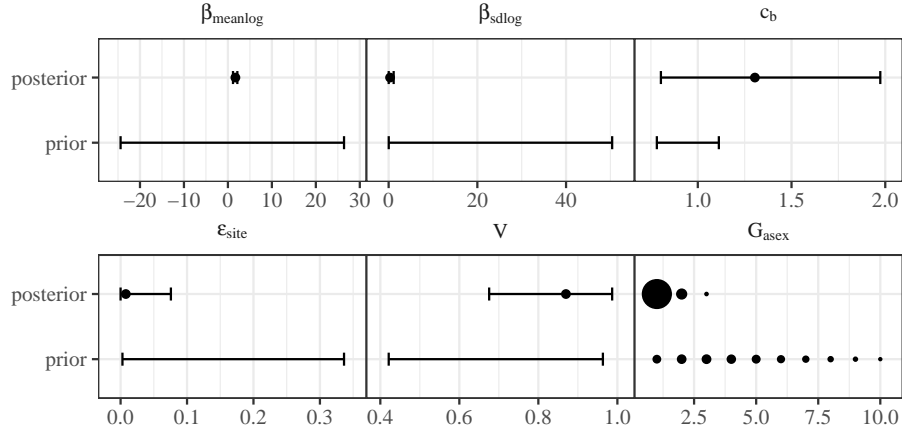 β_meanlog β_sdlog c_b
posterior
prior
−20 −10 0 10 20 30 0 20 40 1.0 1.5 2.0
ε_site V G_asex
posterior
prior
0.0 0.1 0.2 0.3 0.4 0.6 0.8 1.0 2.5 5.0 7.5 10.0